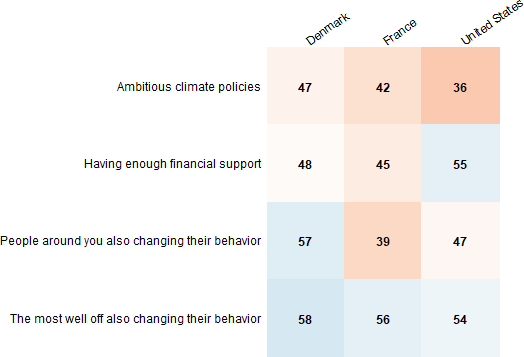 Denmark France United States
Ambitious climate policies 47 42 36
Having enough financial support 48 45 55
People around you also changing their behavior 57 39 47
The most well off also changing their behavior 58 56 54